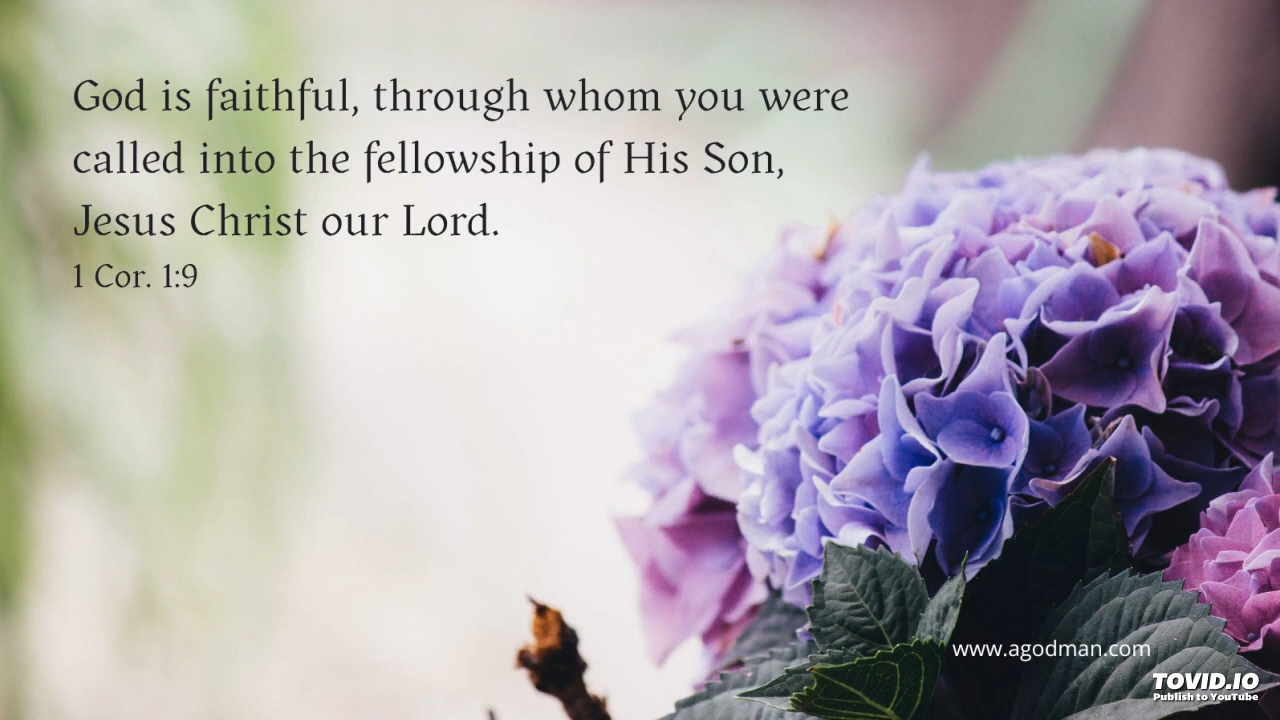 God is faithful, through whom you were
called into the fellowship of His Son,
Jesus Christ our Lord.
1 Cor. 1:9
www.agodman.com
TOVID.IO
Publish to YouTube